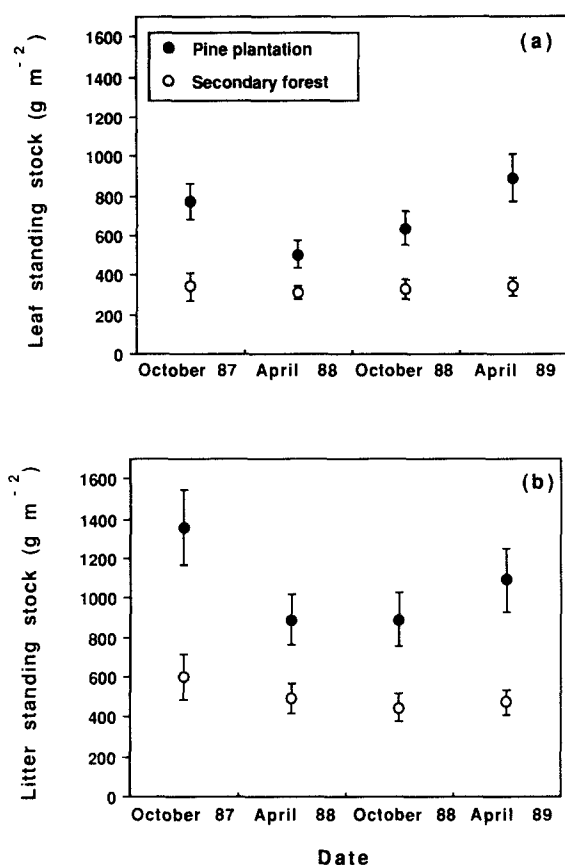 Leaf standing stock (g m⁻²)
1600
1400
1200
1000
800
600
400
200
0
Pine plantation
Secondary forest
(a)
October 87 April 88 October 88 April 89
Litter standing stock (g m⁻²)
1600
1400
1200
1000
800
600
400
200
0
(b)
October 87 April 88 October 88 April 89
Date